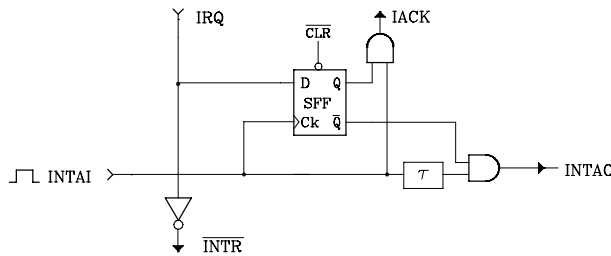 IRQ
CLR
IACK
D Q
SFF
Ck Q̅
INTAI
τ
INTAO
INTR